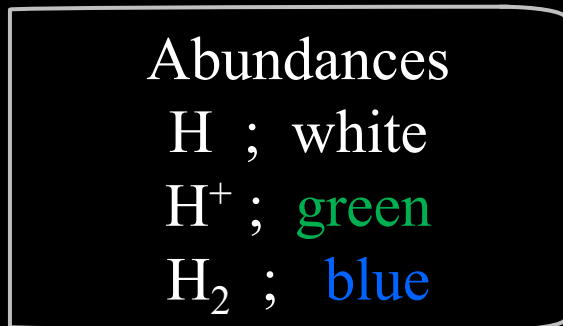 Abundances
H ; white
H⁺ ; green
H₂ ; blue